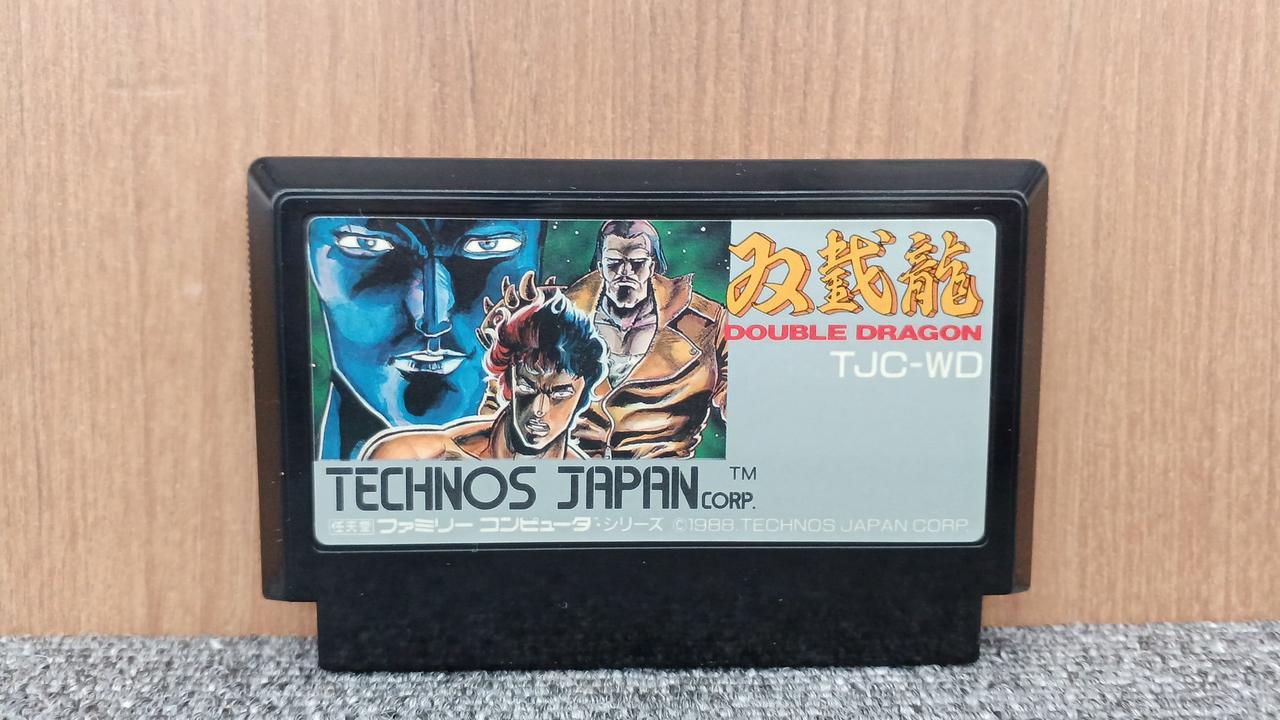 双截龍
DOUBLE DRAGON
TJC-WD
TECHNOS JAPAN CORP. ™
任天堂 ファミリー コンピュータ・シリーズ ©1988. TECHNOS JAPAN CORP.